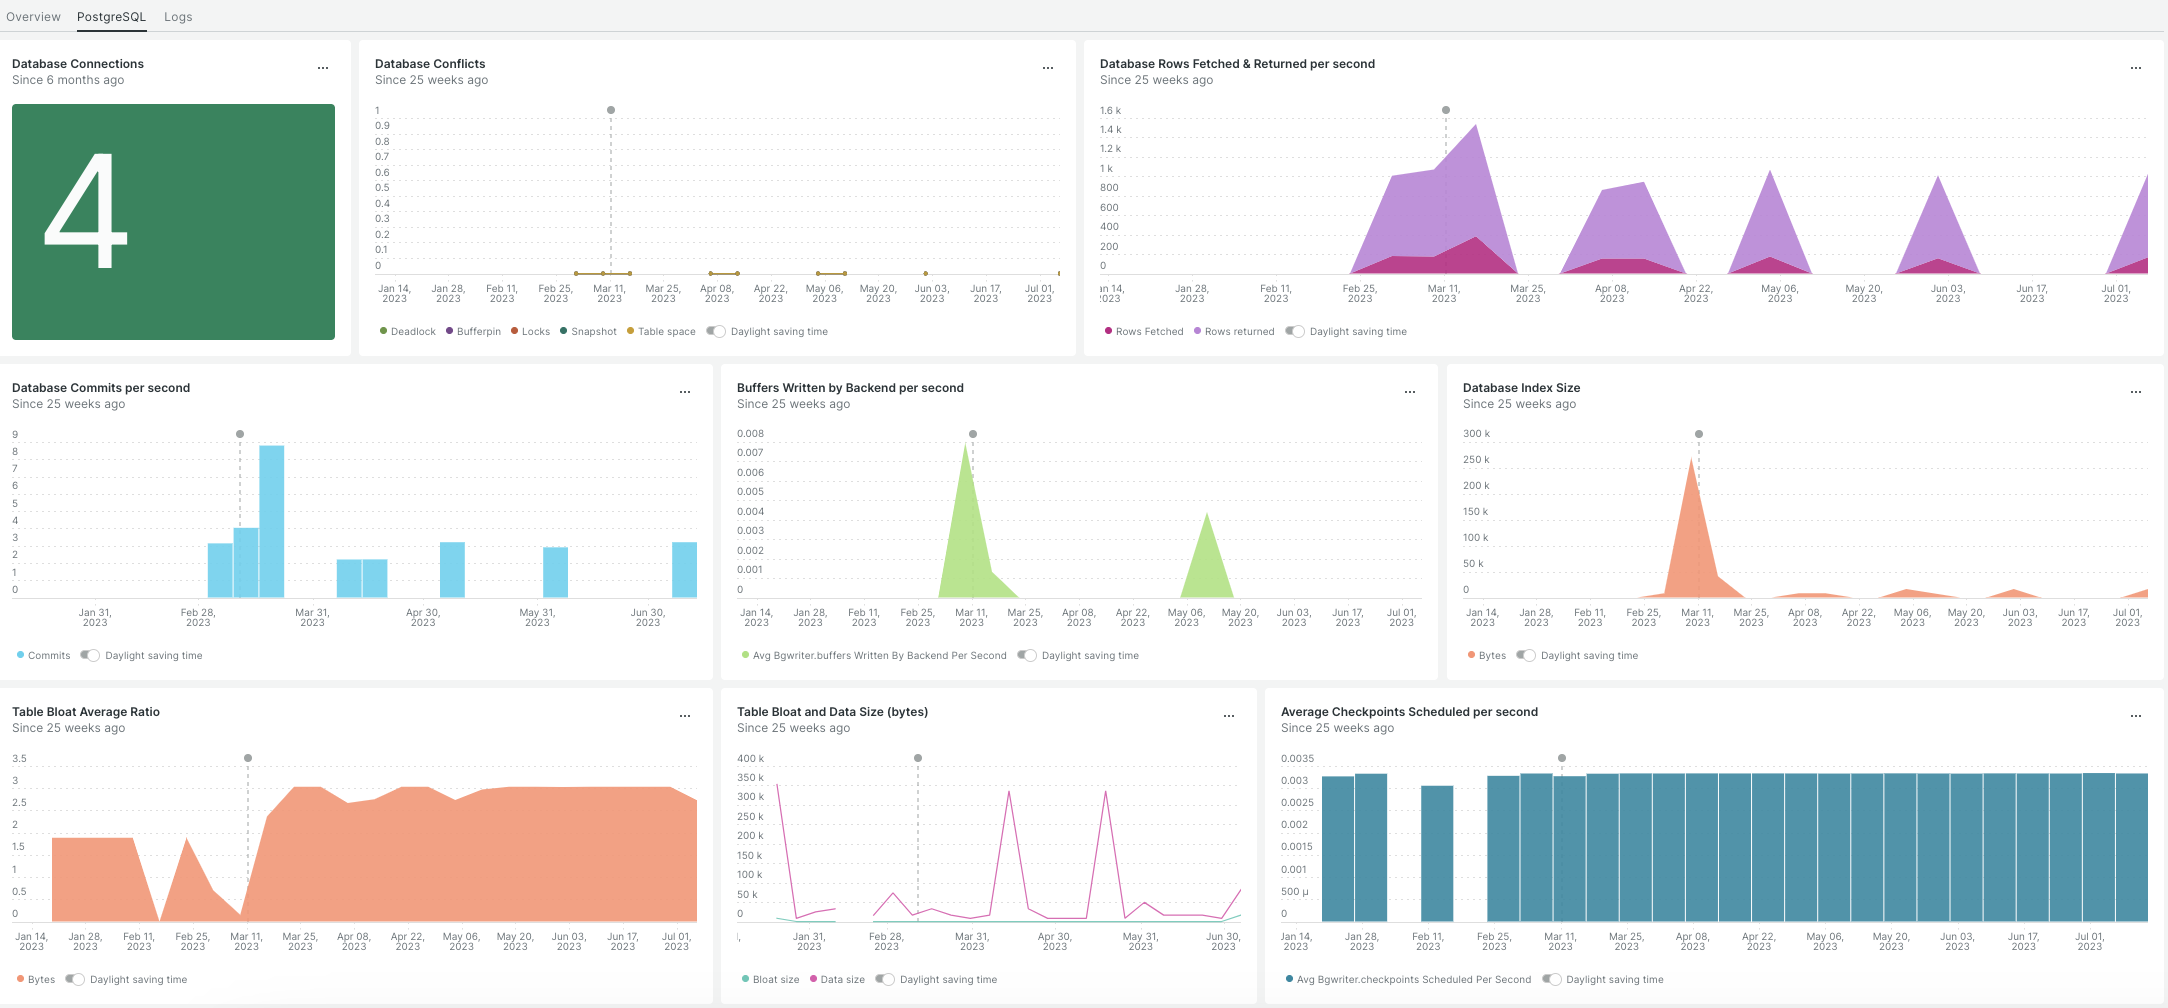 Overview PostgreSQL Logs
Database Connections
Since 6 months ago
...
4
Database Conflicts
Since 25 weeks ago
...
1
0.9
0.8
0.7
0.6
0.5
0.4
0.3
0.2
0.1
0
Jan 14, Jan 28, Feb 11, Feb 25, Mar 11, Mar 25, Apr 08, Apr 22, May 06, May 20, Jun 03, Jun 17, Jul 01,
2023 2023 2023 2023 2023 2023 2023 2023 2023 2023 2023 2023 2023
Deadlock Bufferpin Locks Snapshot Table space Daylight saving time
Database Rows Fetched & Returned per second
Since 25 weeks ago
...
1.6 k
1.4 k
1.2 k
1 k
800
600
400
200
0
n 14, Jan 28, Feb 11, Feb 25, Mar 11, Mar 25, Apr 08, Apr 22, May 06, May 20, Jun 03, Jun 17, Jul 01,
2023 2023 2023 2023 2023 2023 2023 2023 2023 2023 2023 2023 2023
Rows Fetched Rows returned Daylight saving time
Database Commits per second
Since 25 weeks ago
...
9
8
7
6
5
4
3
2
1
0
Jan 31, Feb 28, Mar 31, Apr 30, May 31, Jun 30,
2023 2023 2023 2023 2023 2023
Commits Daylight saving time
Buffers Written by Backend per second
Since 25 weeks ago
...
0.008
0.007
0.006
0.005
0.004
0.003
0.002
0.001
0
Jan 14, Jan 28, Feb 11, Feb 25, Mar 11, Mar 25, Apr 08, Apr 22, May 06, May 20, Jun 03, Jun 17, Jul 01,
2023 2023 2023 2023 2023 2023 2023 2023 2023 2023 2023 2023 2023
Avg Bgwriter.buffers Written By Backend Per Second Daylight saving time
Database Index Size
Since 25 weeks ago
...
300 k
250 k
200 k
150 k
100 k
50 k
0
Jan 14, Jan 28, Feb 11, Feb 25, Mar 11, Mar 25, Apr 08, Apr 22, May 06, May 20, Jun 03, Jun 17, Jul 01,
2023 2023 2023 2023 2023 2023 2023 2023 2023 2023 2023 2023 2023
Bytes Daylight saving time
Table Bloat Average Ratio
Since 25 weeks ago
...
3.5
3
2.5
2
1.5
1
0.5
0
Jan 14, Jan 28, Feb 11, Feb 25, Mar 11, Mar 25, Apr 08, Apr 22, May 06, May 20, Jun 03, Jun 17, Jul 01,
2023 2023 2023 2023 2023 2023 2023 2023 2023 2023 2023 2023 2023
Bytes Daylight saving time
Table Bloat and Data Size (bytes)
Since 25 weeks ago
...
400 k
350 k
300 k
250 k
200 k
150 k
100 k
50 k
0
Jan 31, Feb 28, Mar 31, Apr 30, May 31, Jun 30,
2023 2023 2023 2023 2023 2023
Bloat size Data size Daylight saving time
Average Checkpoints Scheduled per second
Since 25 weeks ago
...
0.0035
0.003
0.0025
0.002
0.0015
0.001
500 µ
0
Jan 14, Jan 28, Feb 11, Feb 25, Mar 11, Mar 25, Apr 08, Apr 22, May 06, May 20, Jun 03, Jun 17, Jul 01,
2023 2023 2023 2023 2023 2023 2023 2023 2023 2023 2023 2023 2023
Avg Bgwriter.checkpoints Scheduled Per Second Daylight saving time